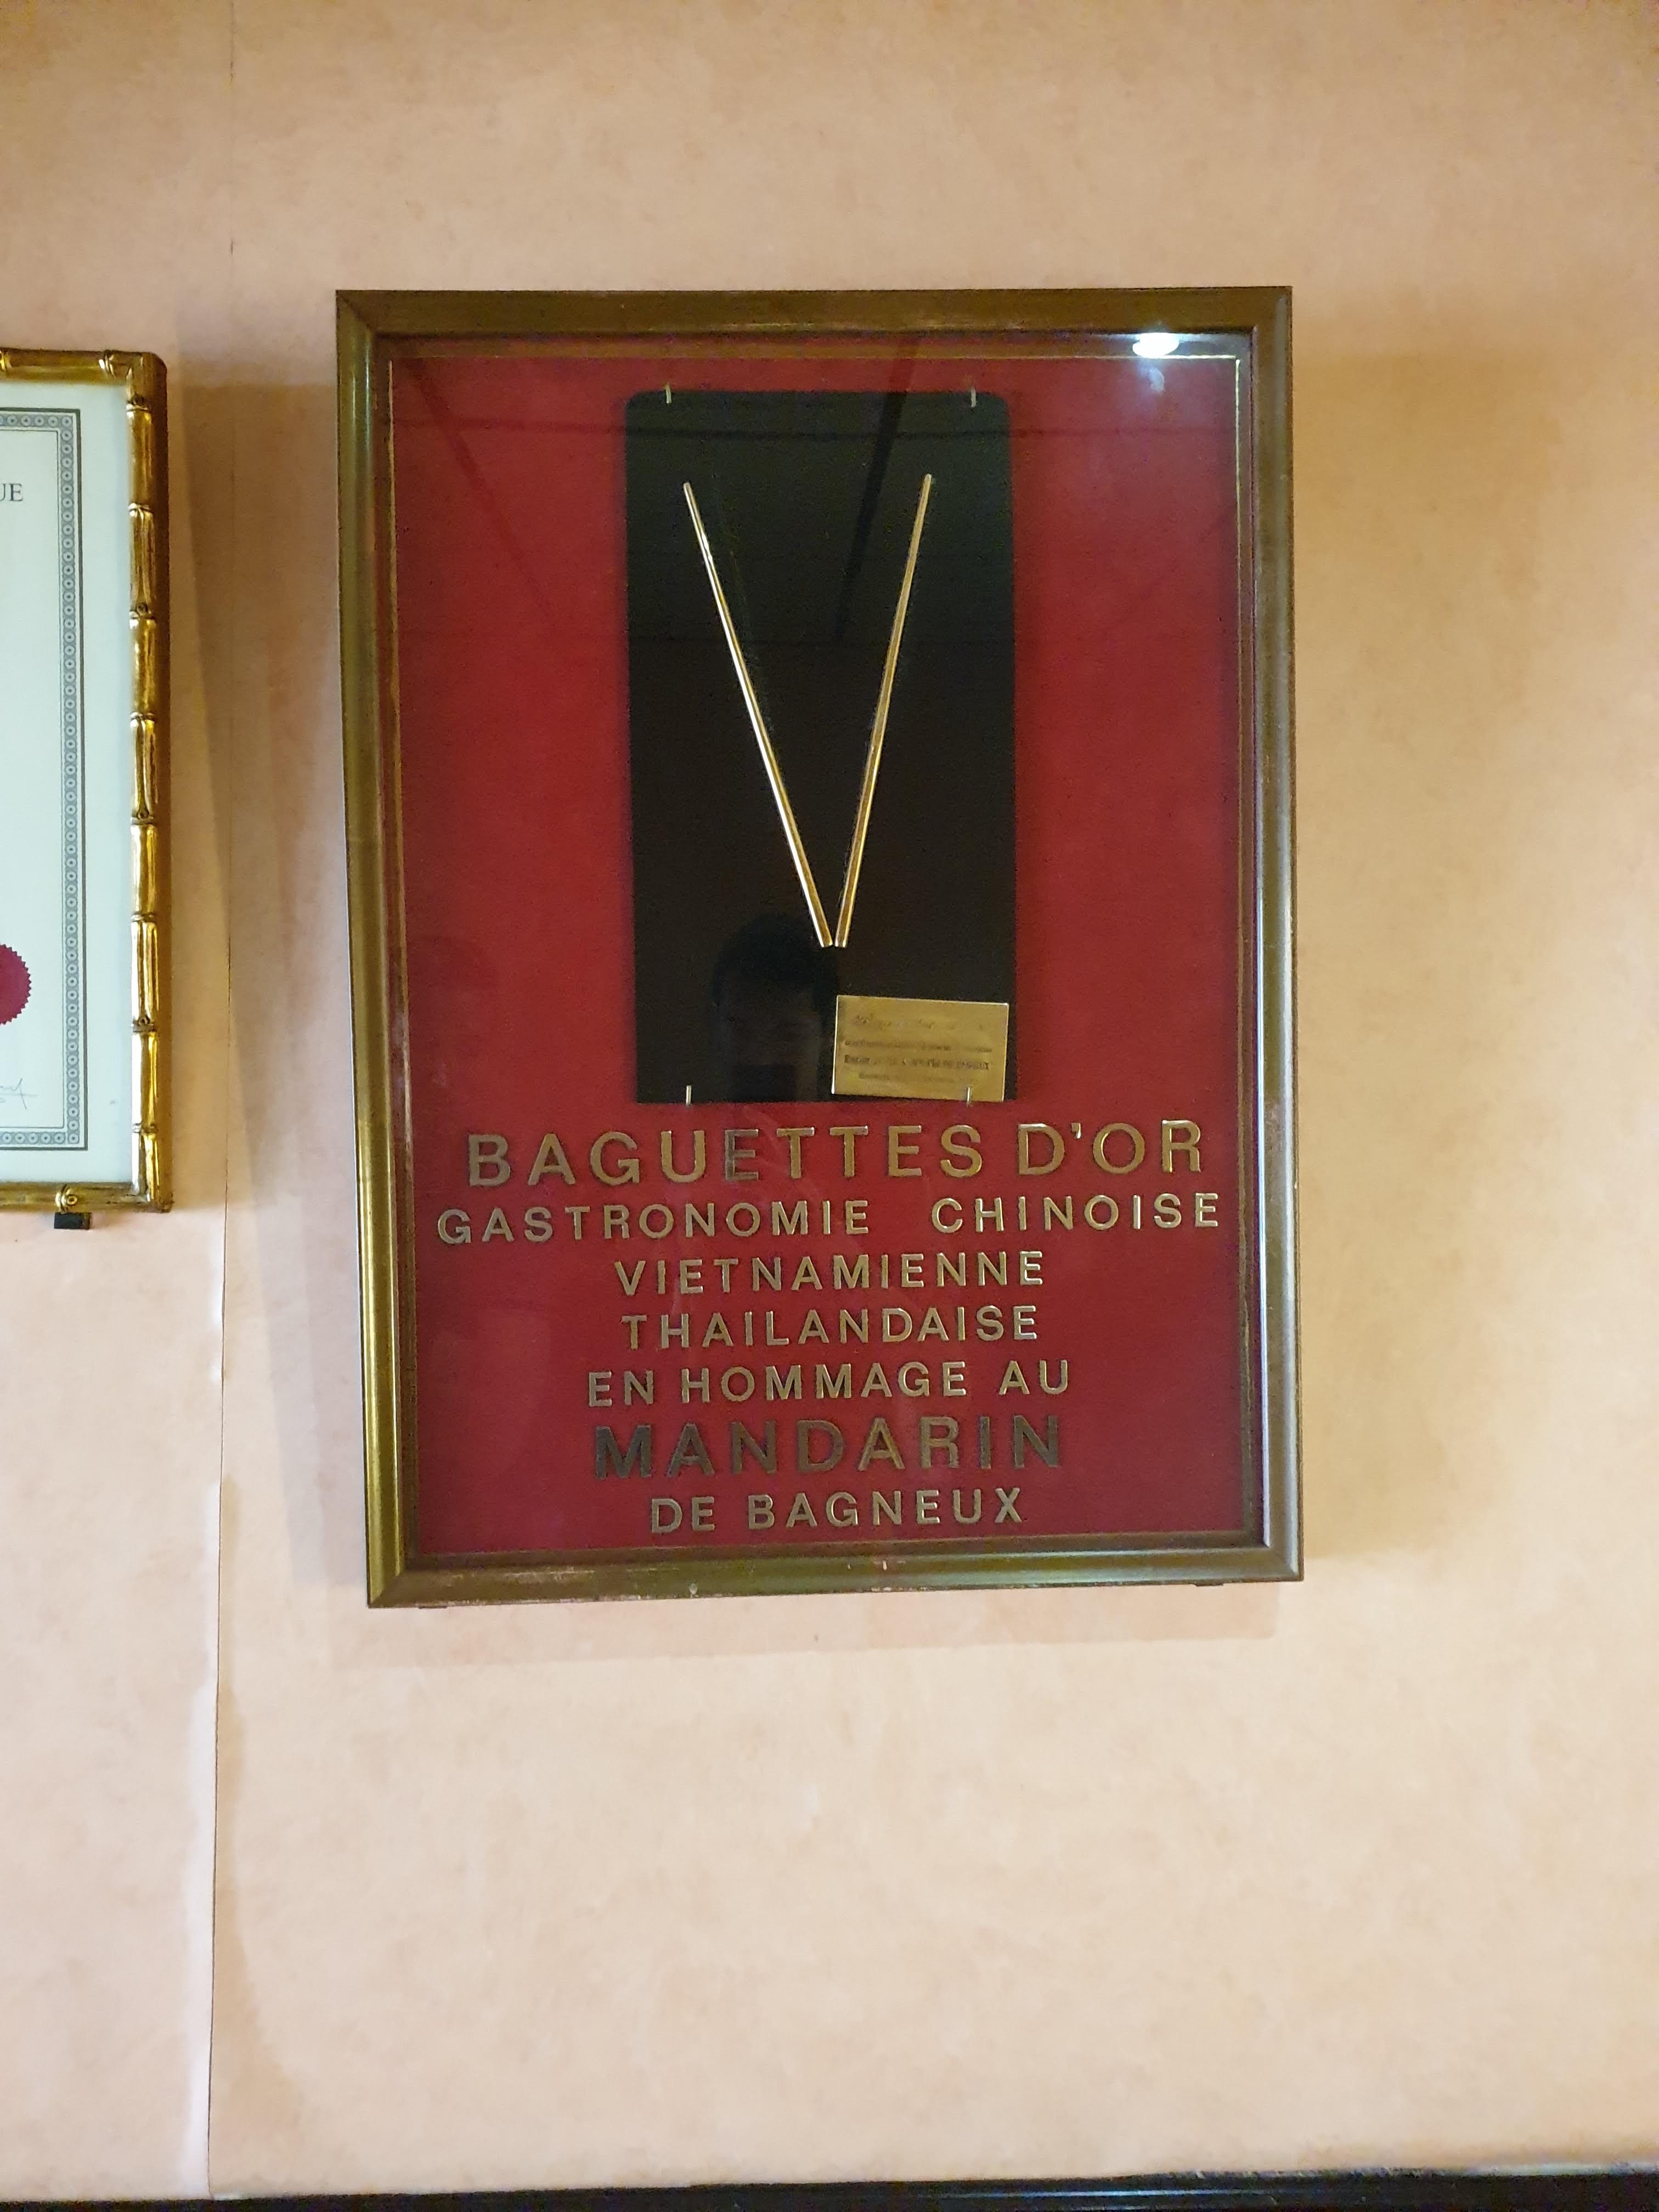 BAGUETTES D'OR
GASTRONOMIE CHINOISE
VIETNAMIENNE
THAILANDAISE
EN HOMMAGE AU
MANDARIN
DE BAGNEUX